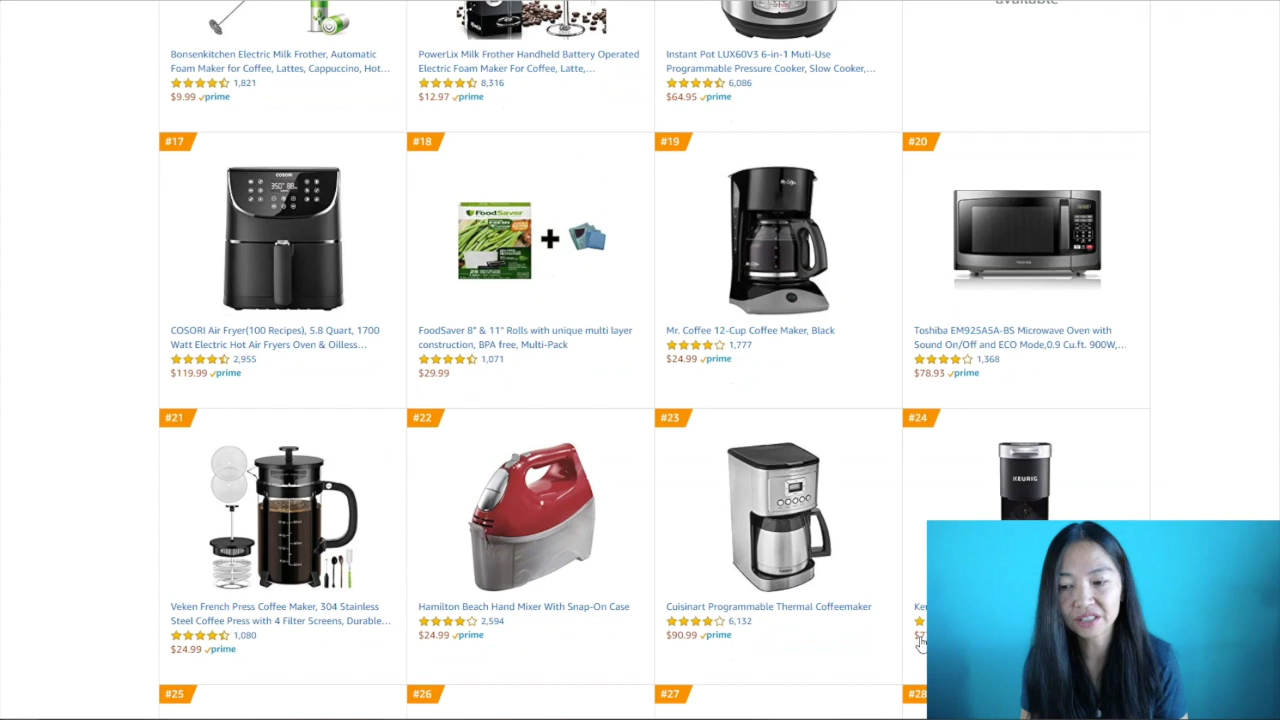 available
Bonsenkitchen Electric Milk Frother, Automatic
Foam Maker for Coffee, Lattes, Cappuccino, Hot...
1,821
$9.99 prime
PowerLix Milk Frother Handheld Battery Operated
Electric Foam Maker For Coffee, Latte,...
8,316
$12.97 prime
Instant Pot LUX60V3 6-in-1 Muti-Use
Programmable Pressure Cooker, Slow Cooker,...
6,086
$64.95 prime
#17
COSORI
COSORI Air Fryer(100 Recipes), 5.8 Quart, 1700
Watt Electric Hot Air Fryers Oven & Oilless...
2,955
$119.99 prime
#18
FoodSaver
+
FoodSaver 8" & 11" Rolls with unique multi layer
construction, BPA free, Multi-Pack
1,071
$29.99
#19
Mr. Coffee 12-Cup Coffee Maker, Black
1,777
$24.99 prime
#20
TOSHIBA
Toshiba EM925A5A-BS Microwave Oven with
Sound On/Off and ECO Mode,0.9 Cu.ft. 900W,...
1,368
$78.93 prime
#21
Veken French Press Coffee Maker, 304 Stainless
Steel Coffee Press with 4 Filter Screens, Durable...
1,080
$24.99 prime
#22
Hamilton Beach Hand Mixer With Snap-On Case
2,594
$24.99 prime
#23
Cuisinart Programmable Thermal Coffeemaker
6,132
$90.99 prime
#24
KEURIG
#25
#26
#27
#28